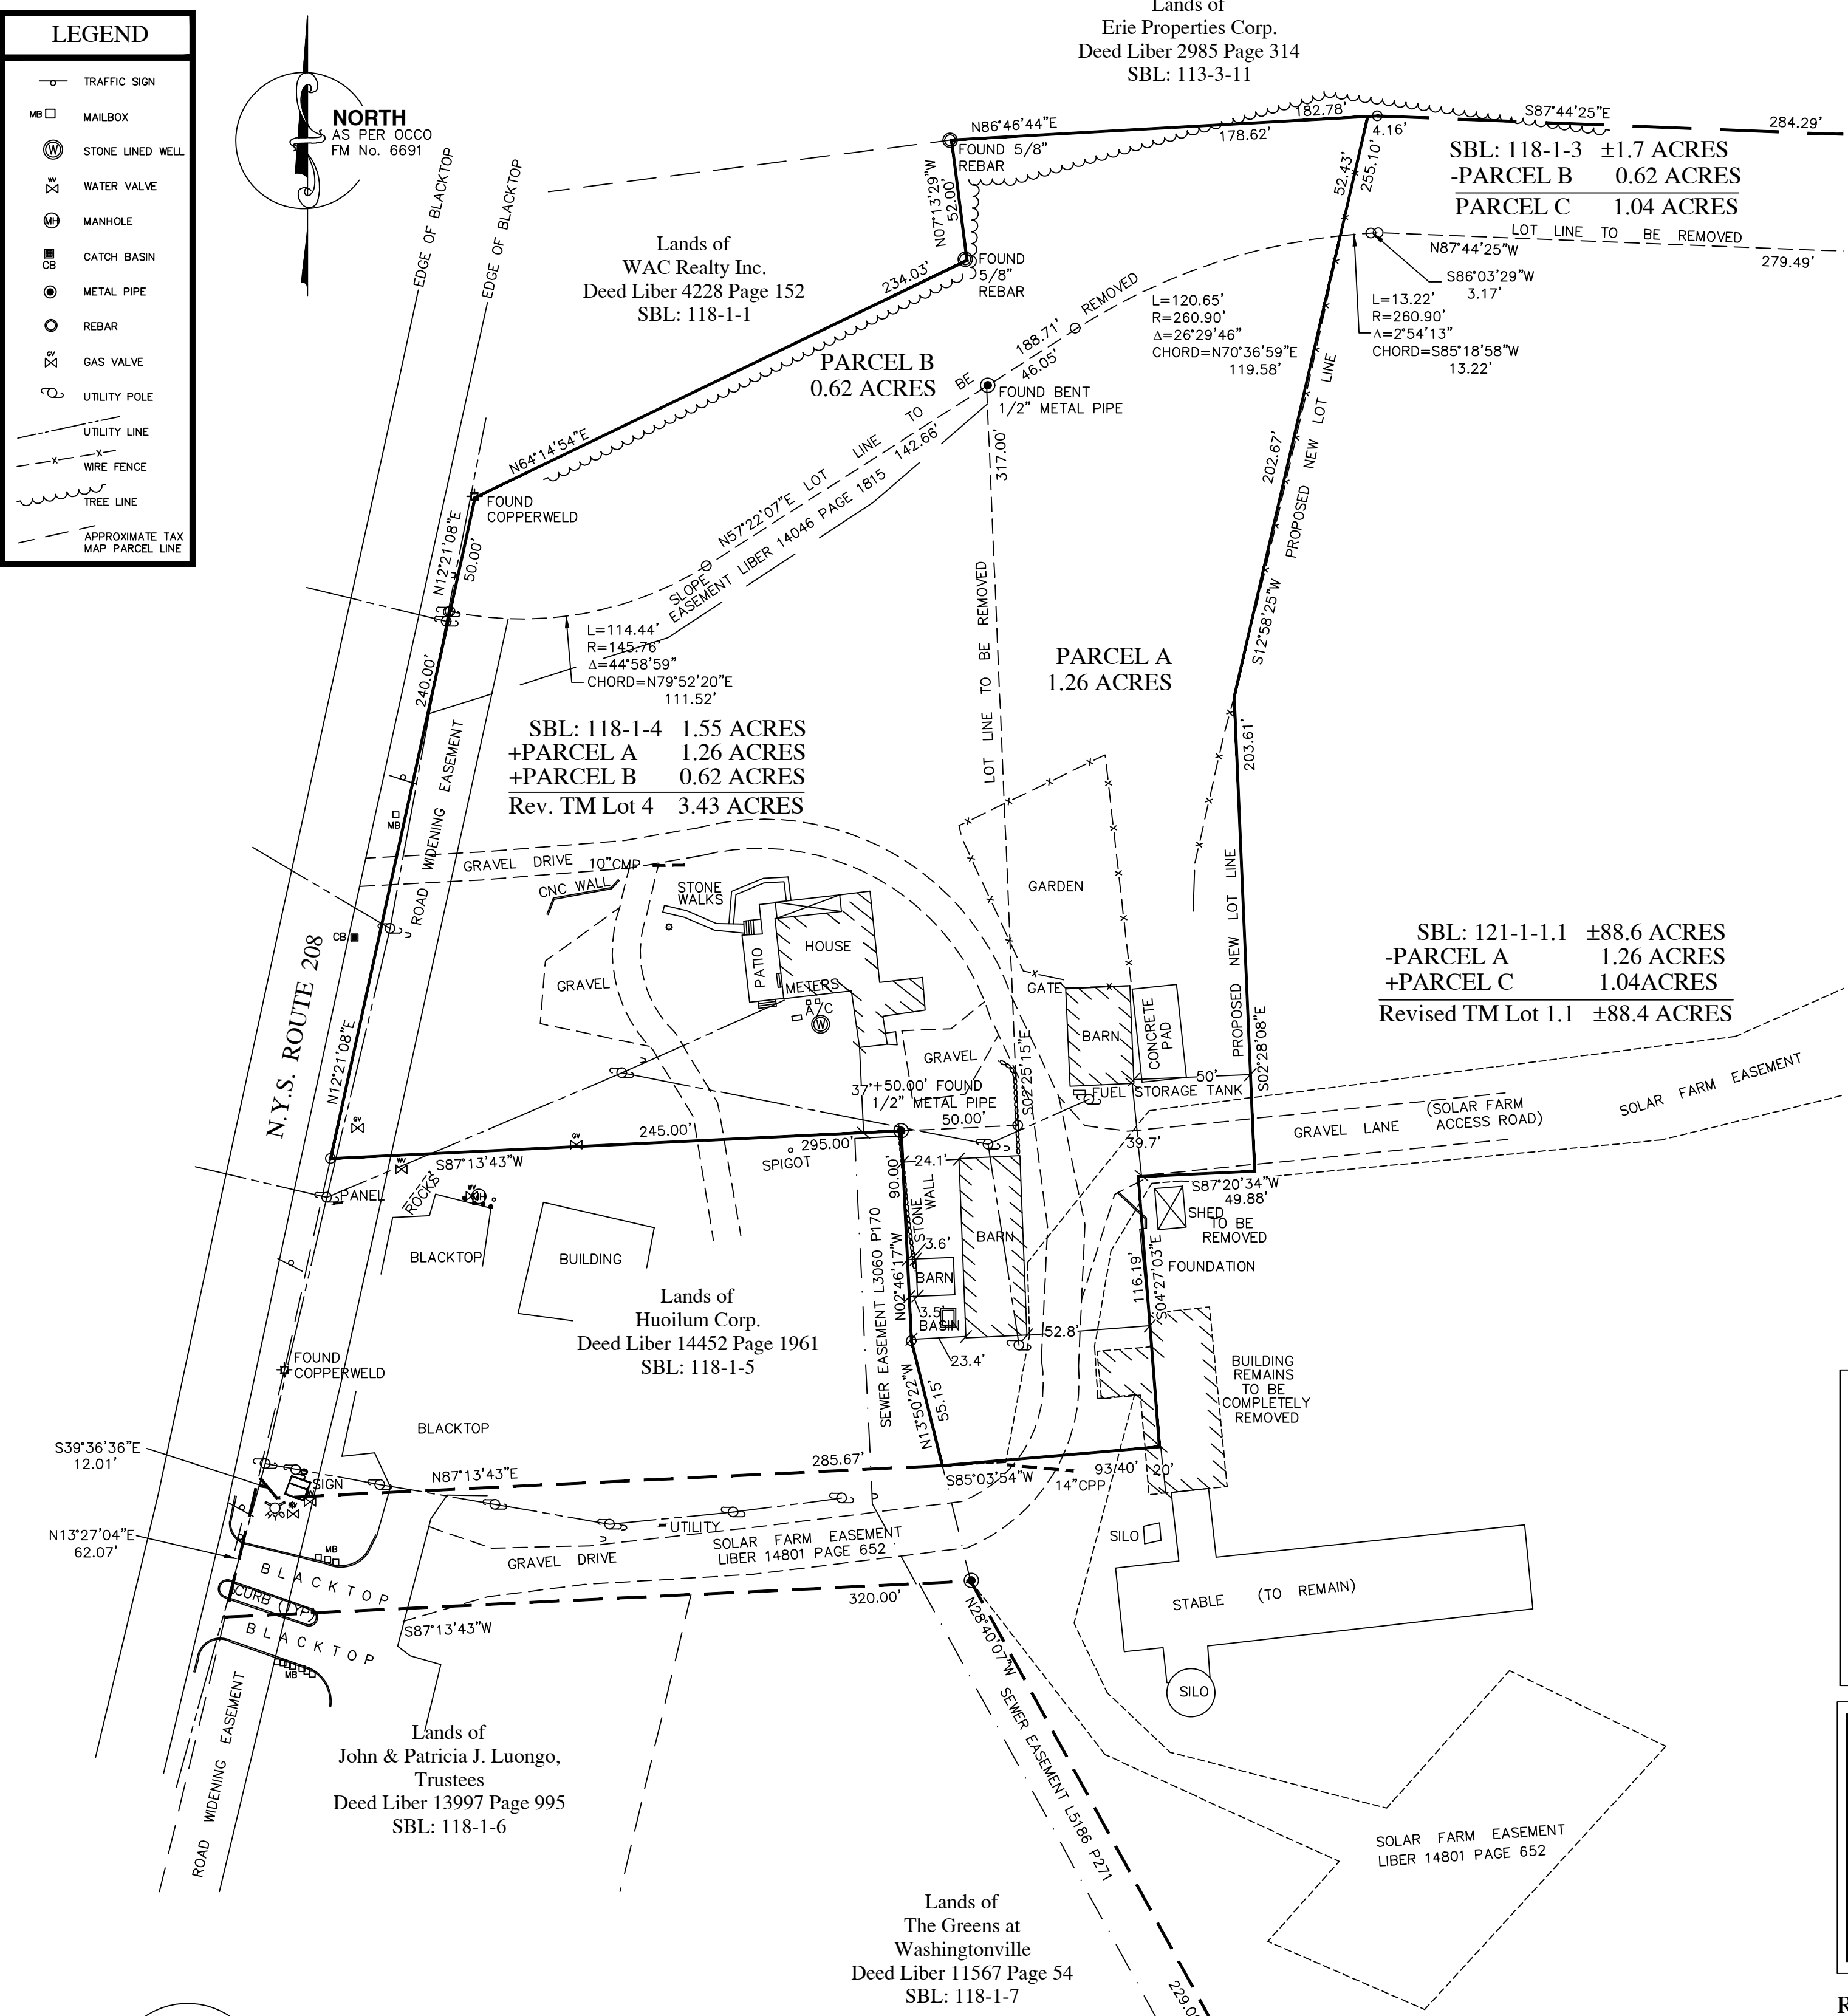 LEGEND
TRAFFIC SIGN
MB MAILBOX
W STONE LINED WELL
WV WATER VALVE
MH MANHOLE
CB CATCH BASIN
METAL PIPE
REBAR
GV GAS VALVE
UTILITY POLE
UTILITY LINE
WIRE FENCE
TREE LINE
APPROXIMATE TAX
MAP PARCEL LINE
NORTH
AS PER OCCO
FM No. 6691
EDGE OF BLACKTOP
EDGE OF BLACKTOP
Lands of
Erie Properties Corp.
Deed Liber 2985 Page 314
SBL: 113-3-11
N86°46'44"E
182.78'
178.62'
4.16'
S87°44'25"E
284.29'
FOUND 5/8"
REBAR
N07°13'29"W
52.00'
FOUND
5/8"
REBAR
52.43'
255.10'
SBL: 118-1-3 ±1.7 ACRES
-PARCEL B 0.62 ACRES
PARCEL C 1.04 ACRES
LOT LINE TO BE REMOVED
N87°44'25"W
279.49'
S86°03'29"W
3.17'
Lands of
WAC Realty Inc.
Deed Liber 4228 Page 152
SBL: 118-1-1
234.03'
N64°14'54"E
PARCEL B
0.62 ACRES
L=120.65'
R=260.90'
Δ=26°29'46"
CHORD=N70°36'59"E
119.58'
L=13.22'
R=260.90'
Δ=2°54'13"
CHORD=S85°18'58"W
13.22'
188.71'
46.05'
FOUND BENT
1/2" METAL PIPE
N57°22'07"E LOT LINE TO BE REMOVED
142.66'
SLOPE
EASEMENT LIBER 14046 PAGE 1815
FOUND
COPPERWELD
N12°21'08"E
50.00'
317.00'
LOT LINE TO BE REMOVED
202.67'
S12°58'25"W PROPOSED NEW LOT LINE
L=114.44'
R=145.76'
Δ=44°58'59"
CHORD=N79°52'20"E
111.52'
PARCEL A
1.26 ACRES
240.00'
SBL: 118-1-4 1.55 ACRES
+PARCEL A 1.26 ACRES
+PARCEL B 0.62 ACRES
Rev. TM Lot 4 3.43 ACRES
203.61'
ROAD WIDENING EASEMENT
MB
GRAVEL DRIVE
10"CMP
CNC WALL
STONE
WALKS
GARDEN
PROPOSED NEW LOT LINE
S02°28'08"E
CB
N.Y.S. ROUTE 208
N12°21'08"E
HOUSE
PATIO
GRAVEL
METERS
A/C
W
GATE
BARN
CONCRETE
PAD
SBL: 121-1-1.1 ±88.6 ACRES
-PARCEL A 1.26 ACRES
+PARCEL C 1.04ACRES
Revised TM Lot 1.1 ±88.4 ACRES
GRAVEL
S02°25'15"E
37'+50.00' FOUND
1/2" METAL PIPE
50.00'
50'
FUEL STORAGE TANK
(SOLAR FARM
ACCESS ROAD)
GRAVEL LANE
SOLAR FARM EASEMENT
GV
GV
WV
245.00'
295.00'
S87°13'43"W
SPIGOT
39.7'
PANEL
ROCKS
WV
MH
90.00'
24.1'
STONE
WALL
S87°20'34"W
49.88'
SHED
TO BE
REMOVED
FOUNDATION
BLACKTOP
BUILDING
SEWER EASEMENT L3060 P170
N02°46'17"W
3.6'
BARN
BARN
3.5'
BASIN
116.19'
S04°27'03"E
52.8'
23.4'
Lands of
Huoilum Corp.
Deed Liber 14452 Page 1961
SBL: 118-1-5
FOUND
COPPERWELD
N13°50'22"W
55.15'
BUILDING
REMAINS
TO BE
COMPLETELY
REMOVED
BLACKTOP
S39°36'36"E
12.01'
SIGN
N87°13'43"E
285.67'
S85°03'54"W
93.40'
20'
14"CPP
N13°27'04"E
62.07'
UTILITY
SOLAR FARM EASEMENT
LIBER 14801 PAGE 652
GRAVEL DRIVE
MB
BLACKTOP
CURB (TYP)
BLACKTOP
S87°13'43"W
320.00'
MB
SILO
STABLE (TO REMAIN)
SILO
N28°40'07"W
SEWER EASEMENT L5186 P271
ROAD WIDENING EASEMENT
Lands of
John & Patricia J. Luongo,
Trustees
Deed Liber 13997 Page 995
SBL: 118-1-6
SOLAR FARM EASEMENT
LIBER 14801 PAGE 652
Lands of
The Greens at
Washingtonville
Deed Liber 11567 Page 54
SBL: 118-1-7